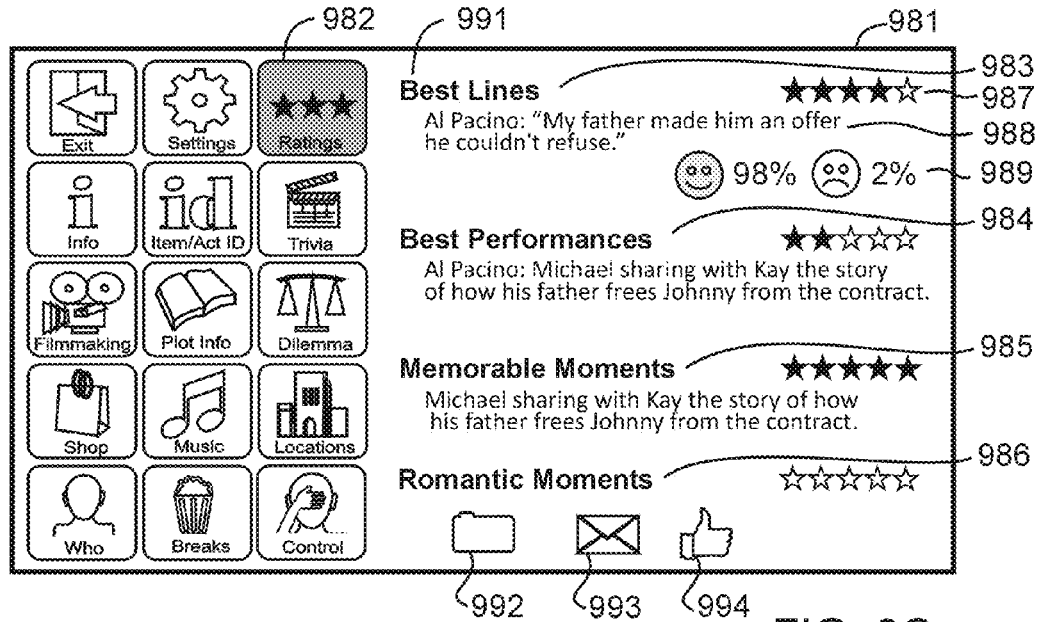 982
991
981
Exit
Settings
Ratings
Info
Item/Act ID
Trivia
Filmmaking
Plot Info
Dilemma
Shop
Music
Locations
Who
Breaks
Control
Best Lines
983
987
Al Pacino: "My father made him an offer
he couldn't refuse."
988
98%
2%
989
984
Best Performances
Al Pacino: Michael sharing with Kay the story
of how his father frees Johnny from the contract.
985
Memorable Moments
Michael sharing with Kay the story of how
his father frees Johnny from the contract.
986
Romantic Moments
992
993
994